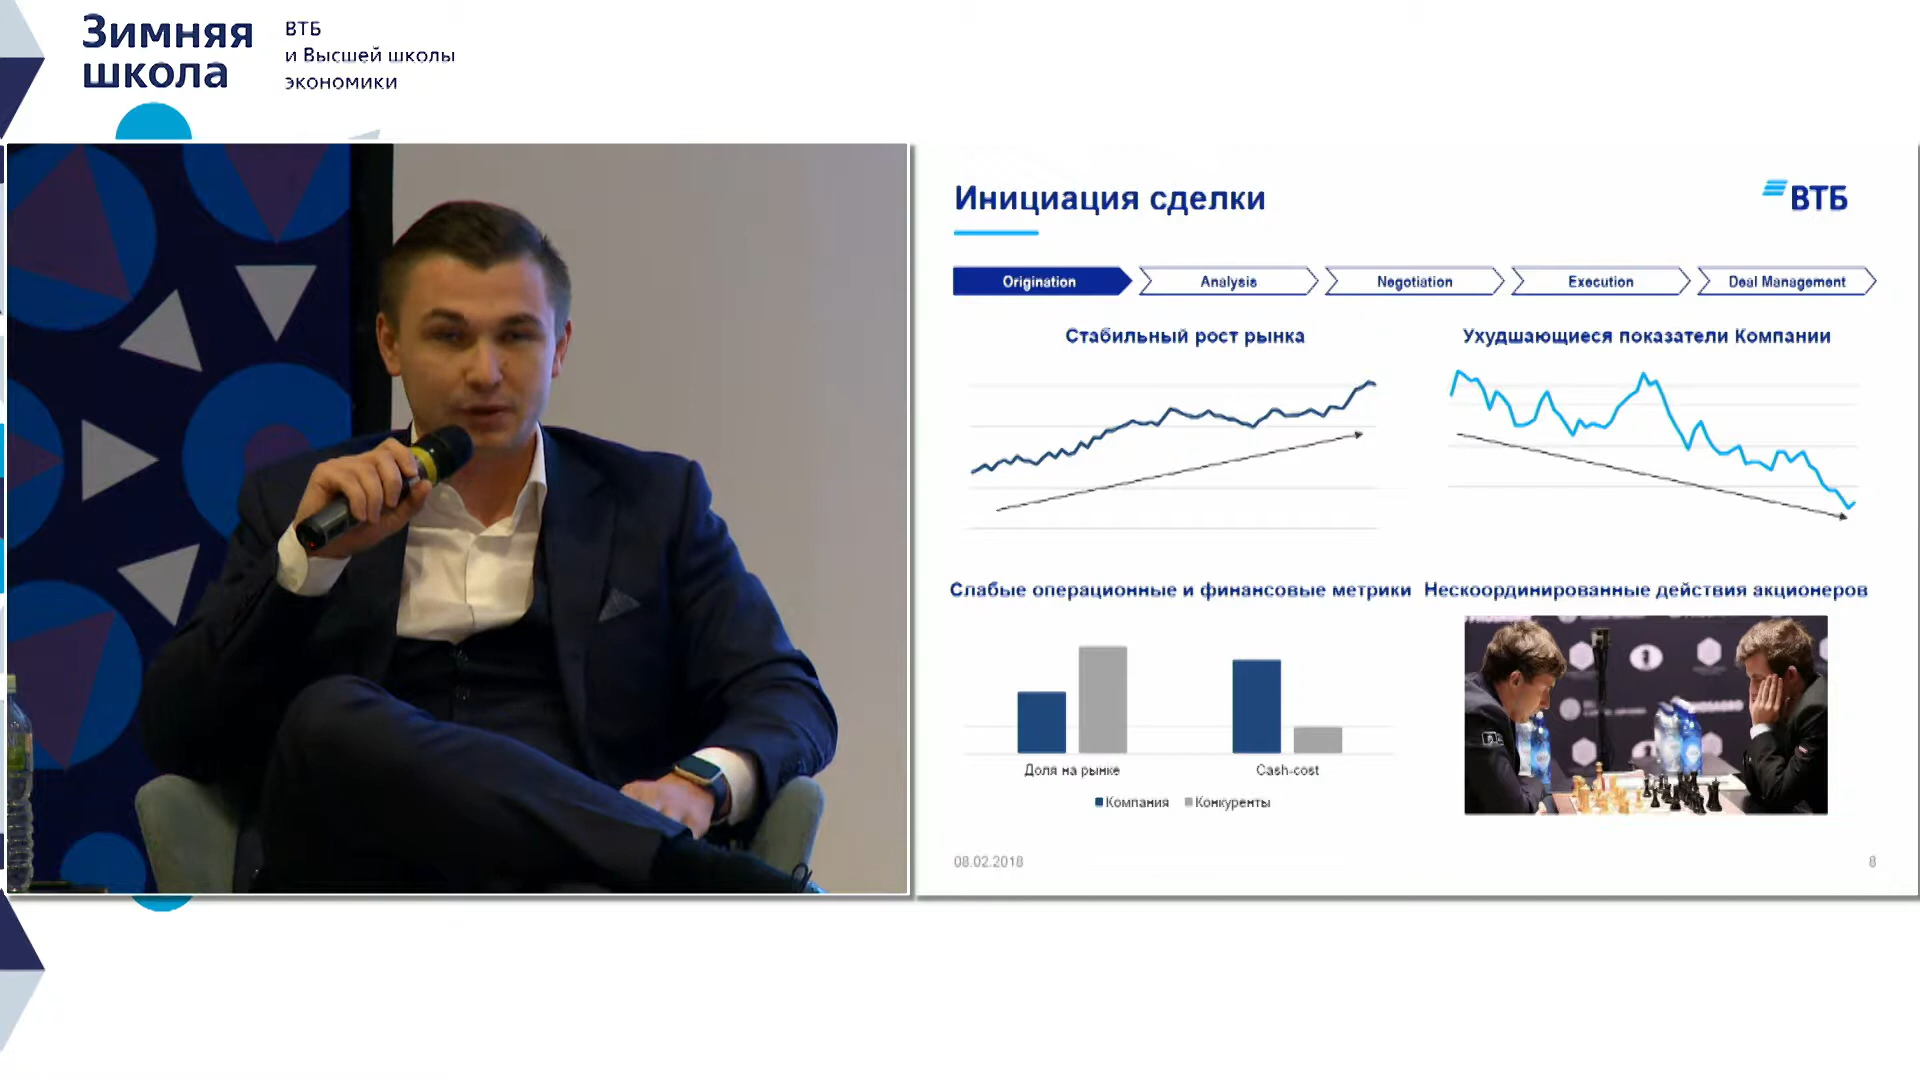 Зимняя
школа
ВТБ
и Высшей школы
экономики
Инициация сделки
ВТБ
Origination
Analysis
Negotiation
Execution
Deal Management
Стабильный рост рынка
Ухудшающиеся показатели Компании
Слабые операционные и финансовые метрики
Нескоординированные действия акционеров
Доля на рынке
Cash-cost
Компания
Конкуренты
08.02.2018
8